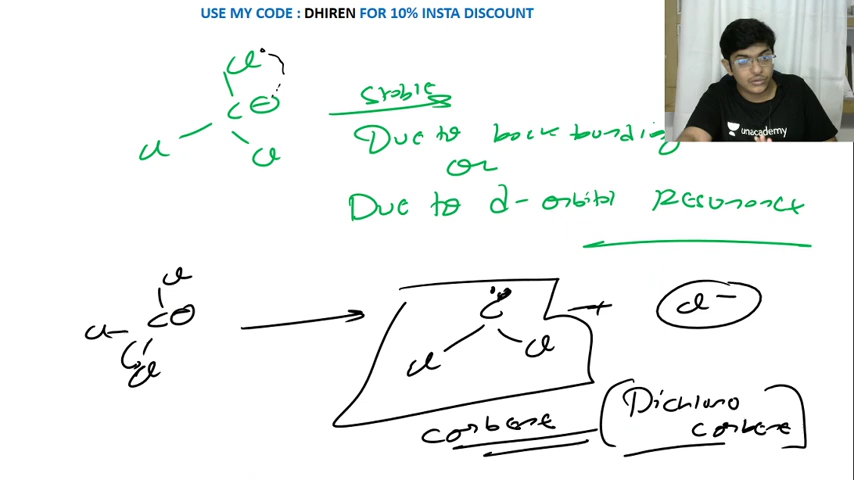 USE MY CODE : DHIREN FOR 10% INSTA DISCOUNT
Cl
C⊖
Cl
Cl
Stable
Due to back bonding
or
Due to d-orbital Resonance
unacademy
Cl
Cl C⊖
Cl
C̈ + Cl⁻
Cl Cl
Carbene (Dichloro
carbene)